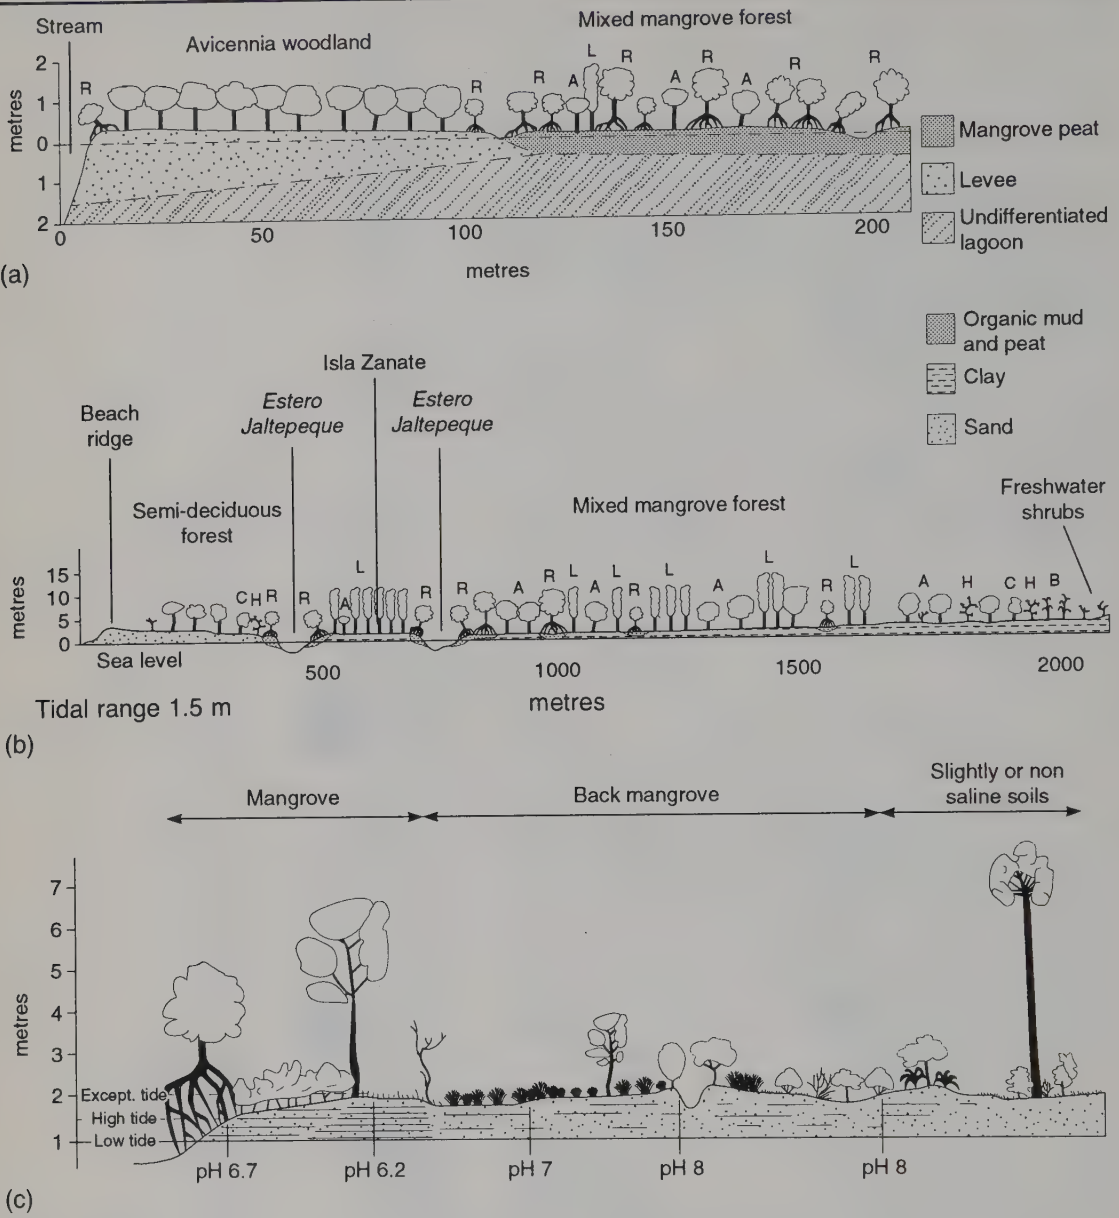 Stream
Avicennia woodland
Mixed mangrove forest
R
R
R
A
L
R
A
R
A
R
R
metres
2
1
0
1
2
0
50
100
150
200
metres
Mangrove peat
Levee
Undifferentiated
lagoon
(a)
Organic mud
and peat
Clay
Sand
Isla Zanate
Beach
ridge
Estero
Jaltepeque
Estero
Jaltepeque
Semi-deciduous
forest
Mixed mangrove forest
Freshwater
shrubs
metres
15
10
5
0
C H R
R
A
L
R
R
A
R
L
A
L
R
L
A
L
R
L
A
H
C H B
Sea level
500
1000
1500
2000
metres
Tidal range 1.5 m
(b)
Mangrove
Back mangrove
Slightly or non
saline soils
metres
7
6
5
4
3
2
1
Except. tide
High tide
Low tide
pH 6.7
pH 6.2
pH 7
pH 8
pH 8
(c)